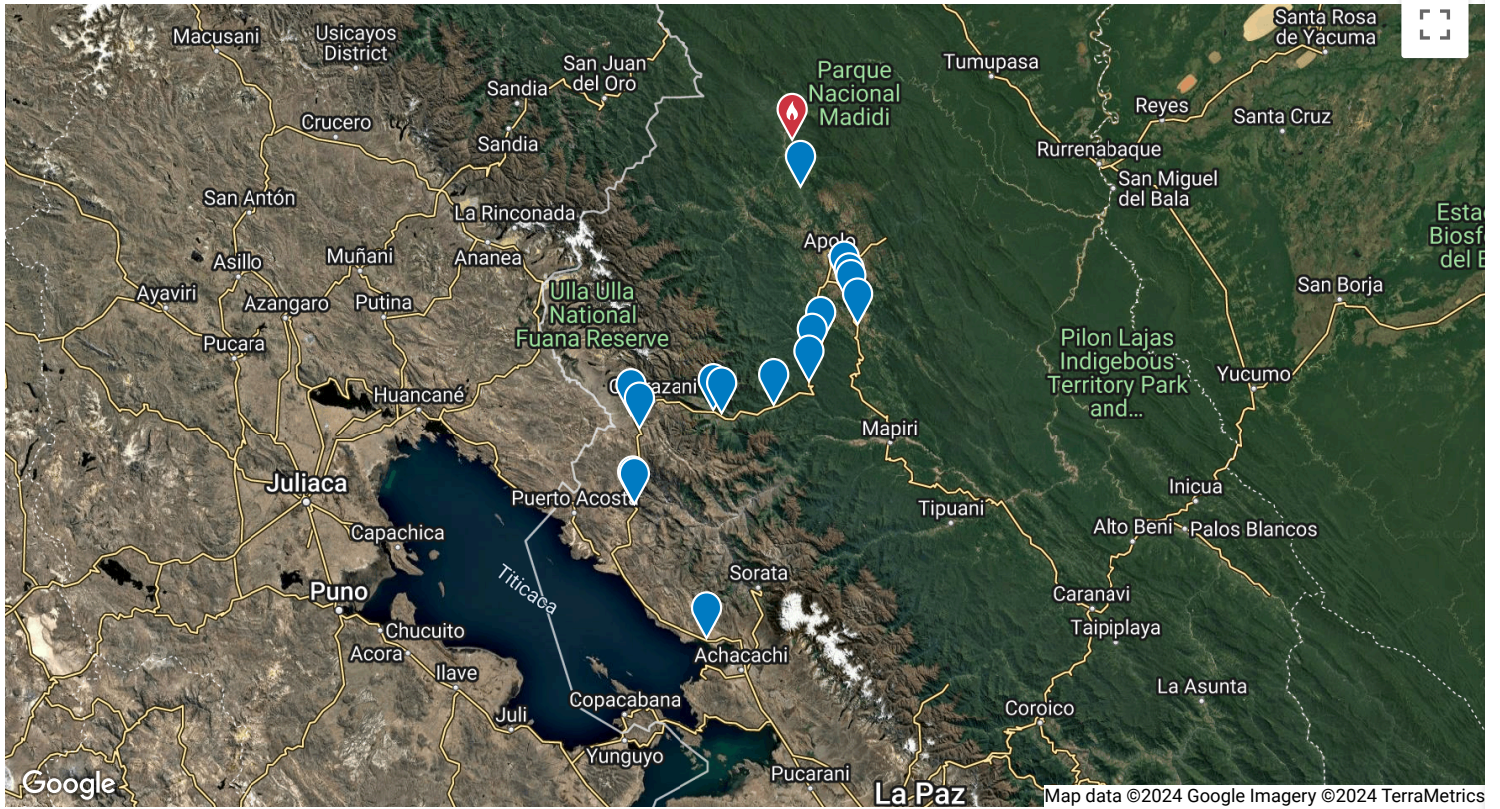 Macusani
Usicayos
District
San Juan
del Oro
Sandia
Crucero
Sandia
Parque
Nacional
Madidi
Tumupasa
Santa Rosa
de Yacuma
Reyes
Santa Cruz
Rurrenabaque
San Miguel
del Bala
San Antón
La Rinconada
Asillo
Muñani
Ananea
Apolo
Ayaviri
Azangaro
Putina
Ulla Ulla
National
Fuana Reserve
San Borja
Pucará
Pilon Lajas
Indigebous
Territory Park
and...
Yucumo
Huancané
Mapiri
Juliaca
Puerto Acosta
Tipuani
Inicua
Alto Beni
Palos Blancos
Capachica
Titicaca
Sorata
Puno
Caranavi
Taipiplaya
Chucuito
Acora
Achacachi
Ilave
Copacabana
La Asunta
Juli
Coroico
Yunguyo
Pucarani
La Paz
Google
Map data ©2024 Google Imagery ©2024 TerraMetrics